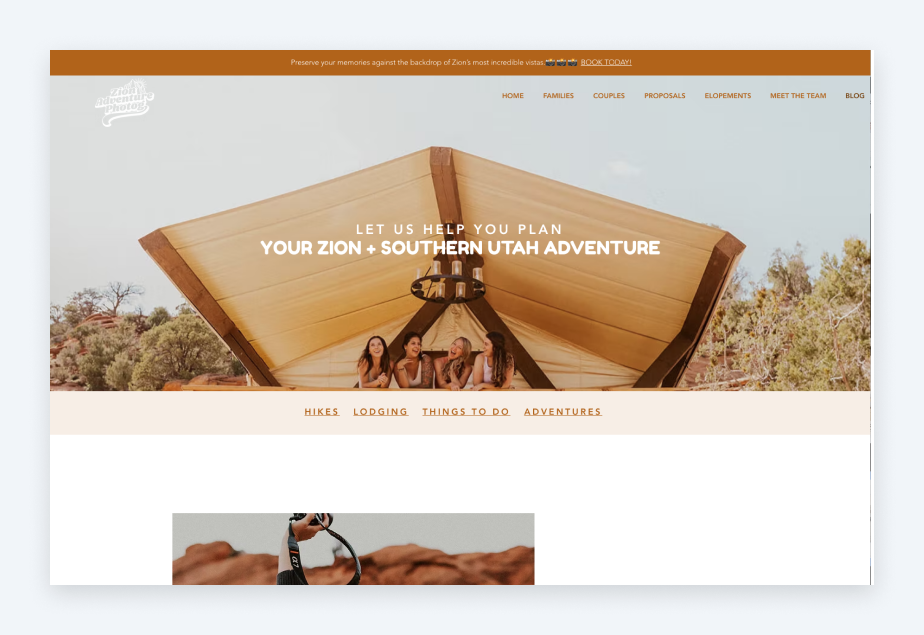 Preserve your memories against the backdrop of Zion's most incredible vistas.📸📸📸 BOOK TODAY!
Zion
Adventure
Photog
HOME FAMILIES COUPLES PROPOSALS ELOPEMENTS MEET THE TEAM BLOG
LET US HELP YOU PLAN
YOUR ZION + SOUTHERN UTAH ADVENTURE
HIKES LODGING THINGS TO DO ADVENTURES